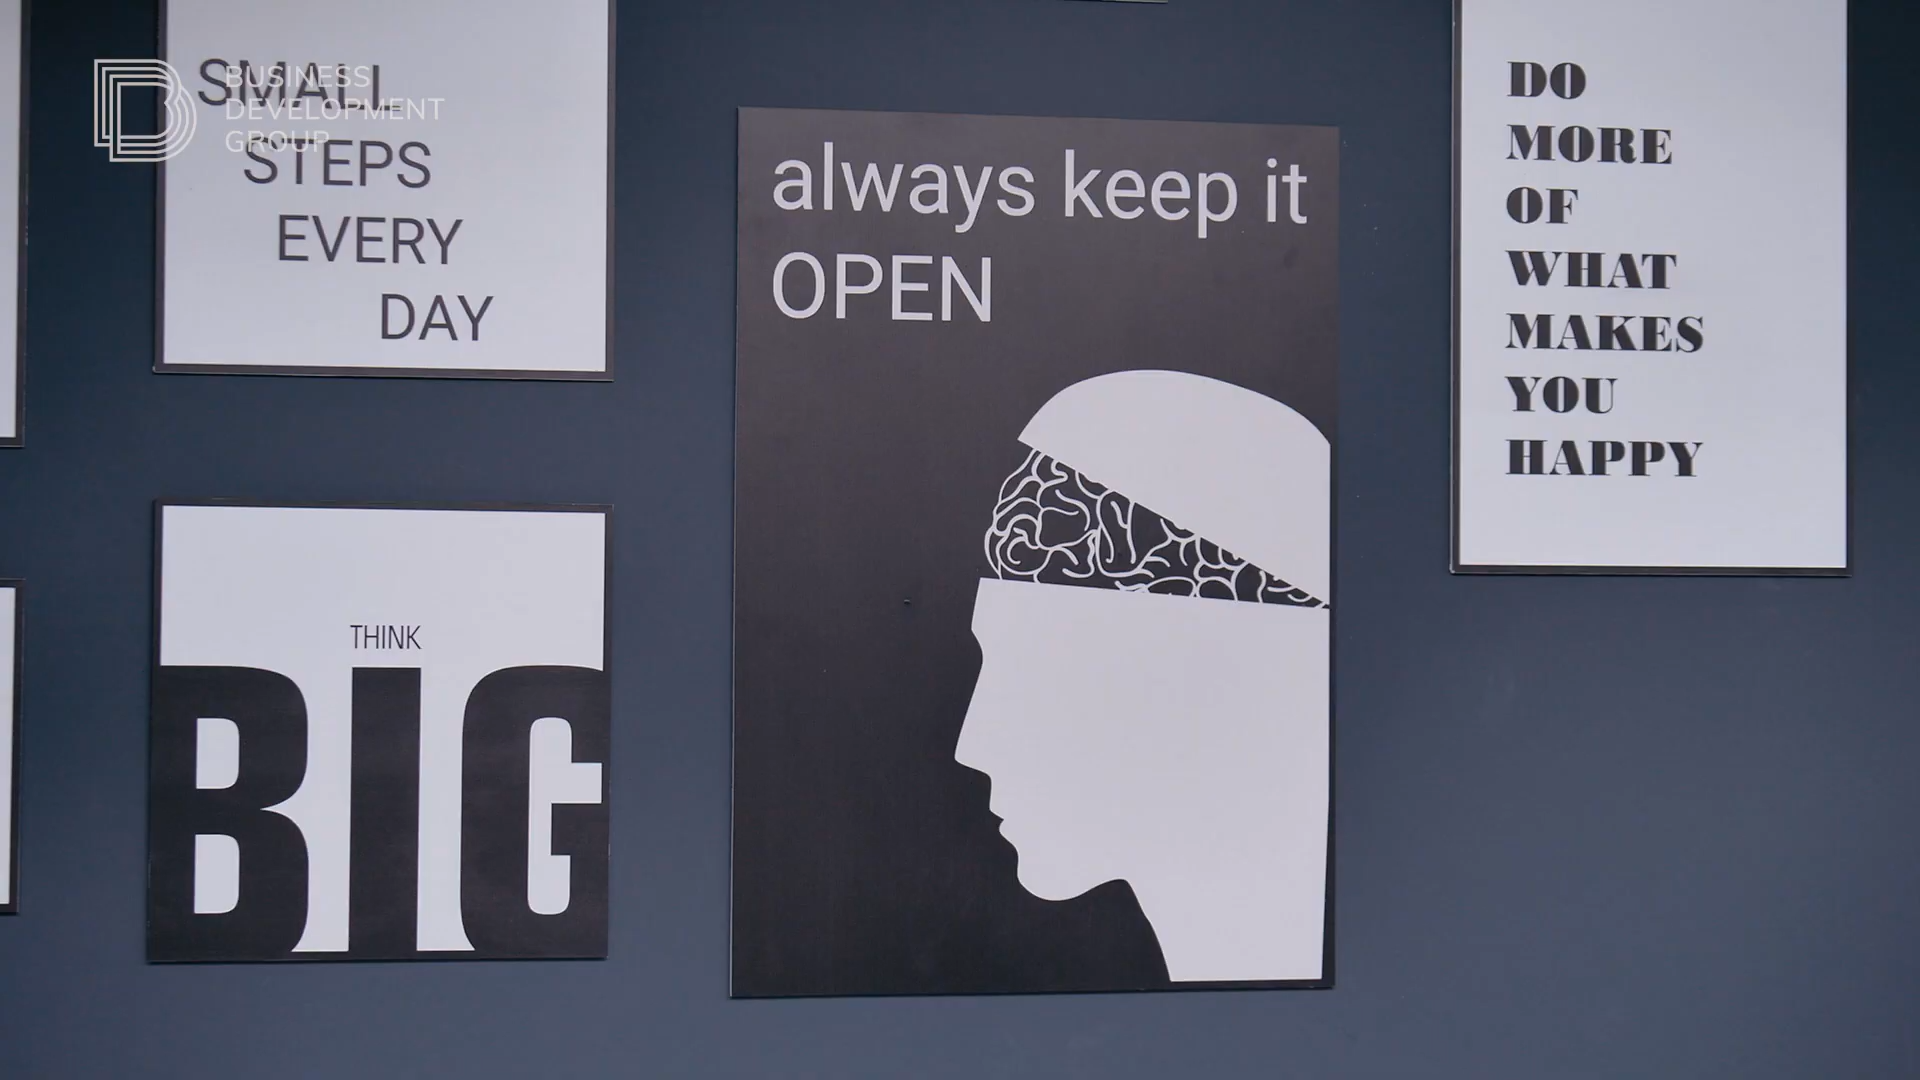 BUSINESS
DEVELOPMENT
GROUP
SMALL
STEPS
EVERY
DAY
THINK
BIG
always keep it
OPEN
DO
MORE
OF
WHAT
MAKES
YOU
HAPPY